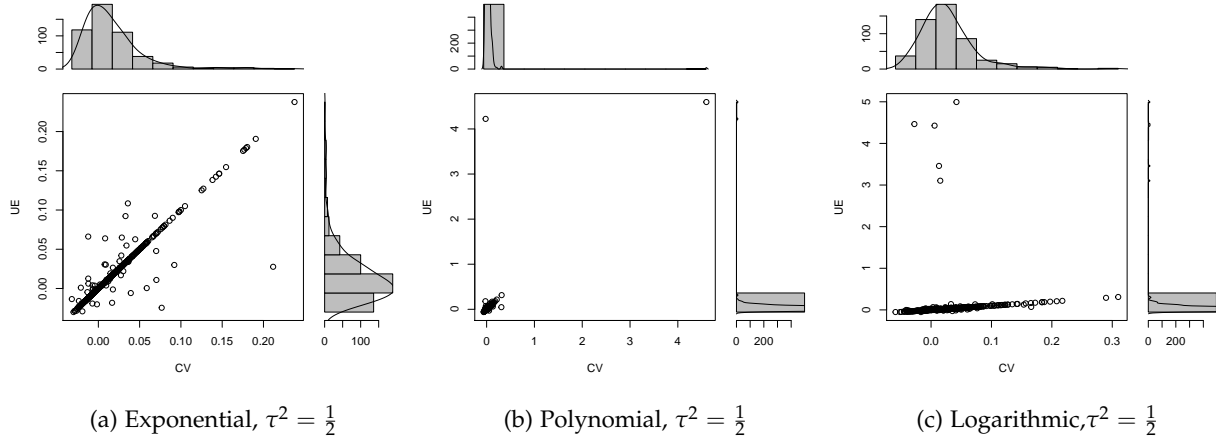 0 100
0 200 400
0 100
UE
0.00 0.05 0.10 0.15 0.20
0.00 0.05 0.10 0.15 0.20
CV
0 100
UE
0 1 2 3 4
0 1 2 3 4
CV
0 200
UE
0 1 2 3 4 5
0.0 0.1 0.2 0.3
CV
0 200
(a) Exponential, τ² = 1/2
(b) Polynomial, τ² = 1/2
(c) Logarithmic,τ² = 1/2